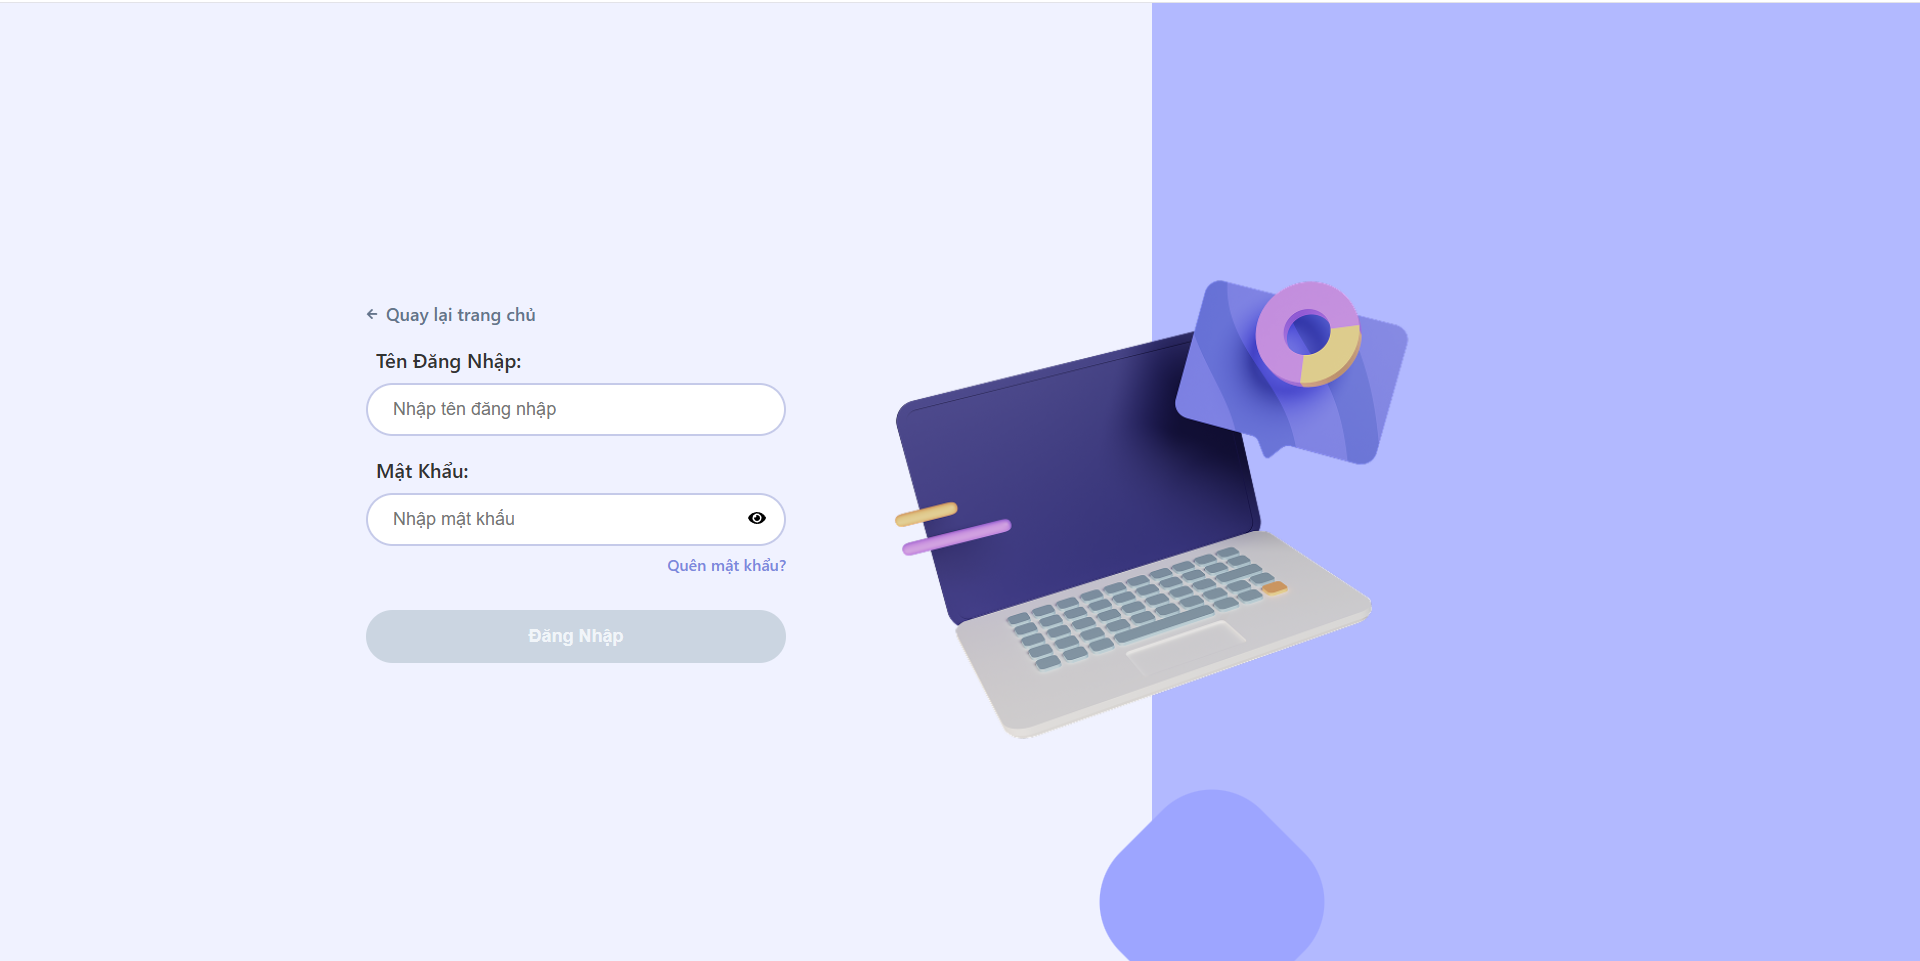 Quay lại trang chủ
Tên Đăng Nhập:
Nhập tên đăng nhập
Mật Khẩu:
Nhập mật khẩu
Quên mật khẩu?
Đăng Nhập